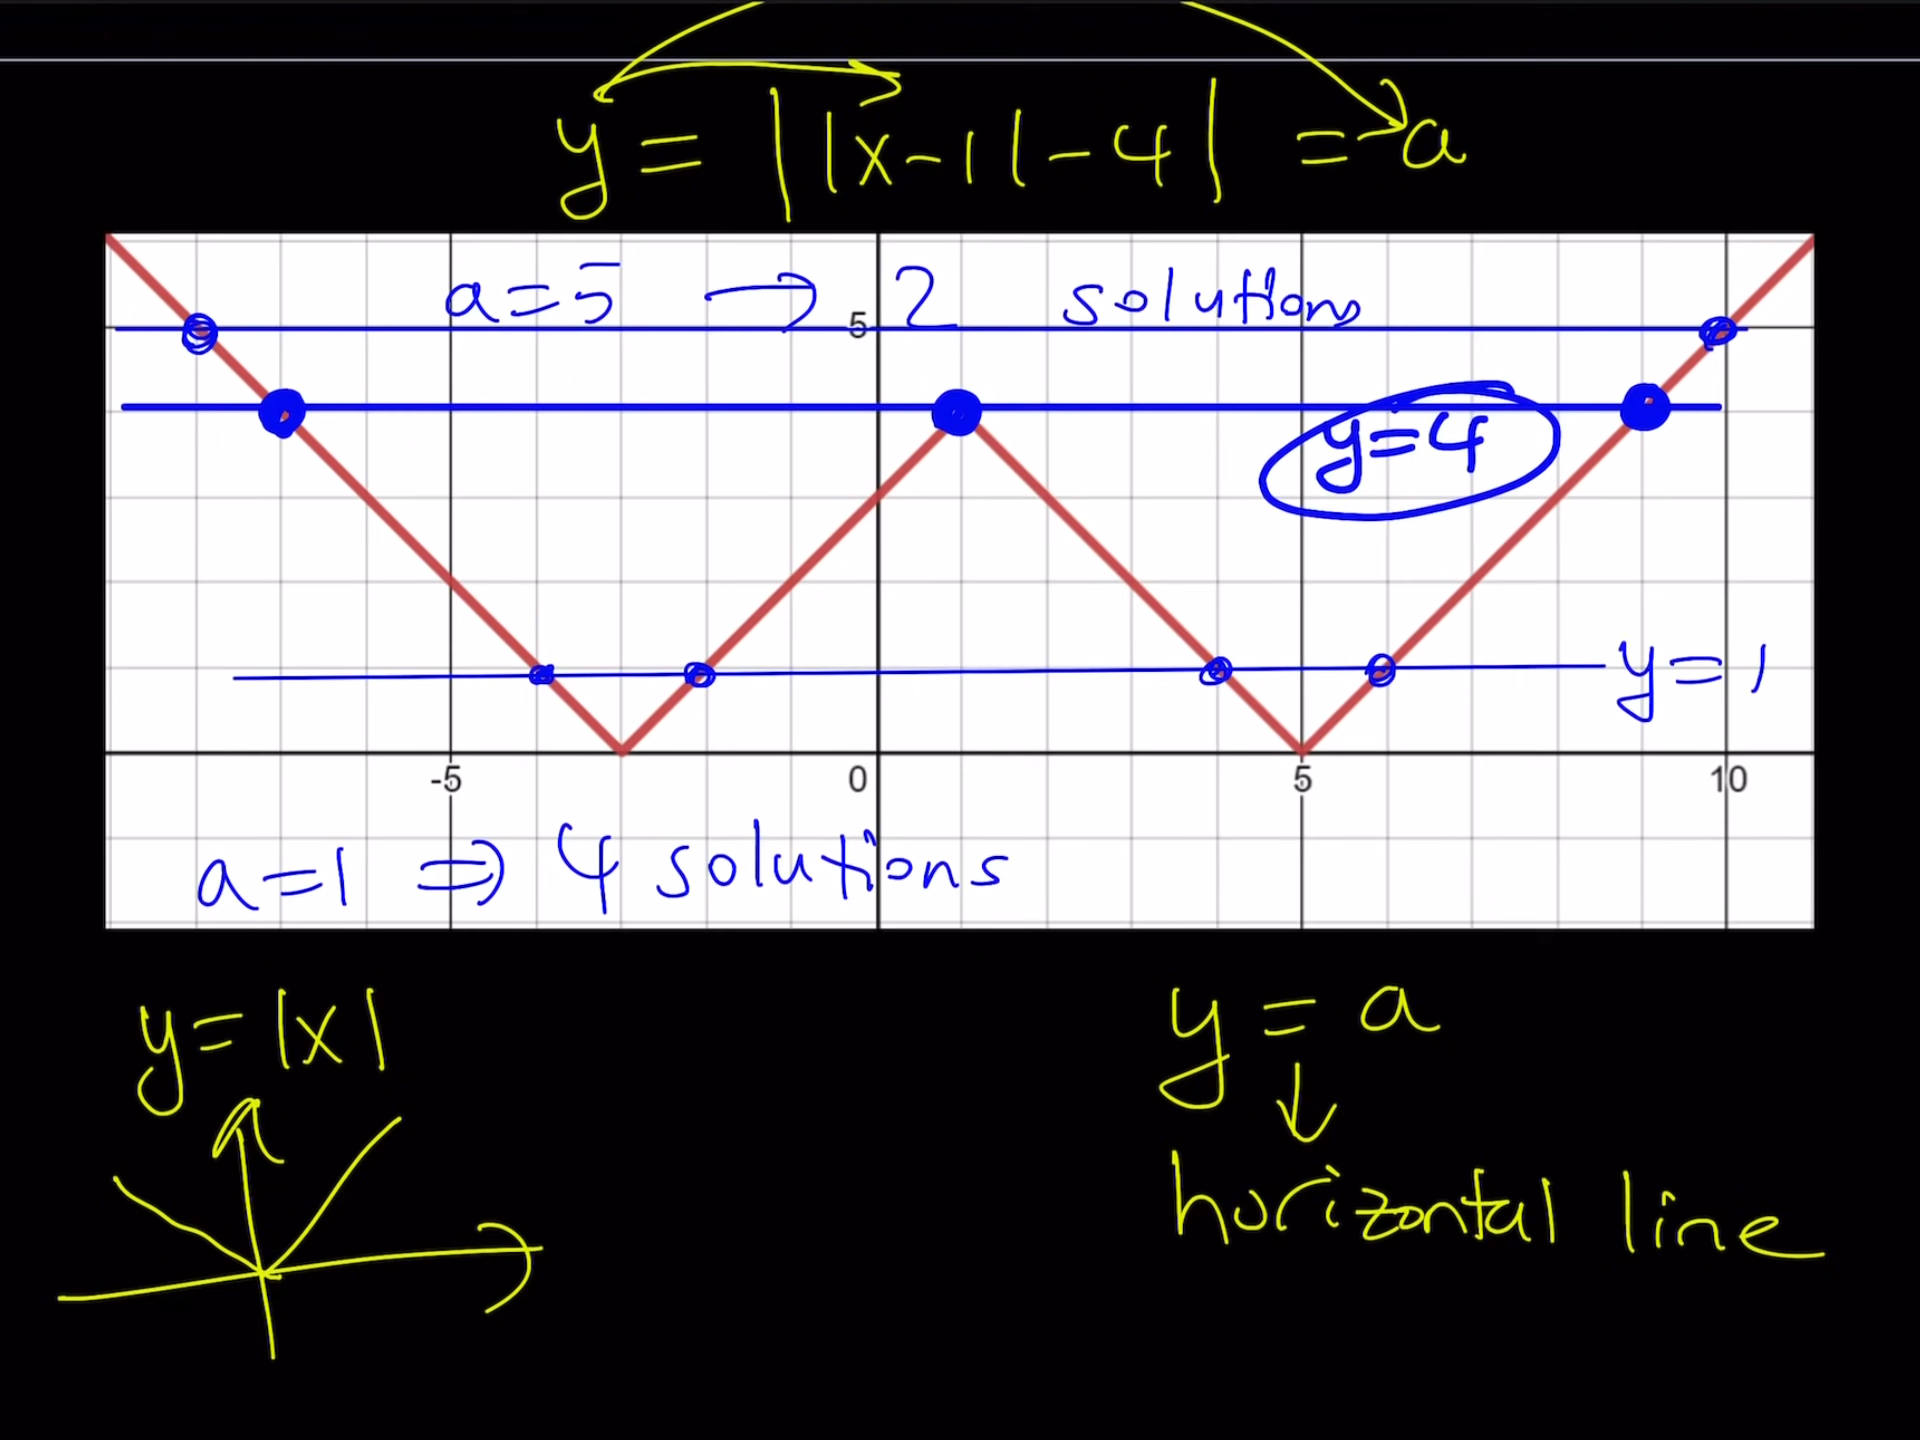 y = ||x-1|-4| = a
a=5 → 2 solutions
5
y=4
y=1
-5 0 5 10
a=1 ⇒ 4 solutions
y=|x|
y = a
↓
horizontal line